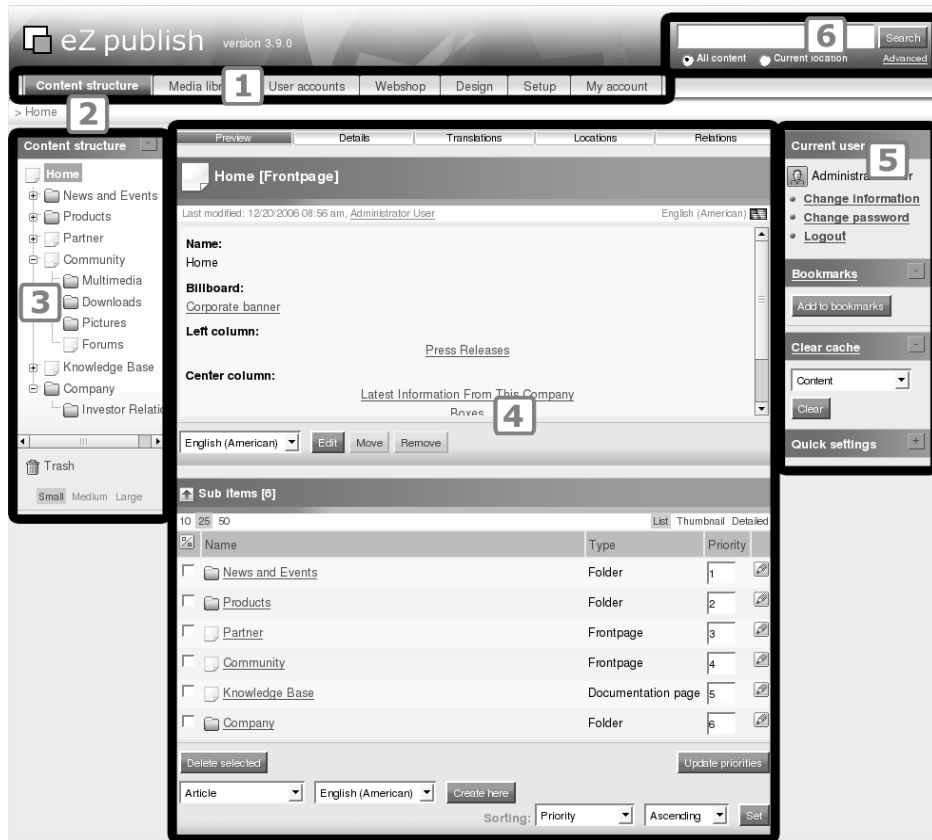 eZ publish version 3.9.0
6
Search
All content Current location Advanced
Content structure Media User accounts Webshop Design Setup My account
1
> Home
2
Content structure -
Home
News and Events
Products
Partner
Community
Multimedia
Downloads
Pictures
Forums
Knowledge Base
Company
Investor
3
Trash
Small Medium Large
Preview Details Translations Locations Relations
Home [Frontpage]
Last modified: 12/20/2006 08:56 am, Administrator User English (American)
Name:
Home
Billboard:
Corporate banner
Left column:
Press Releases
Center column:
Latest Information From This Company
Boxes
4
English (American) Edit Move Remove
Sub items [6]
10 25 50 List Thumbnail Detailed
Name Type Priority
News and Events Folder 1
Products Folder 2
Partner Frontpage 3
Community Frontpage 4
Knowledge Base Documentation page 5
Company Folder 6
Delete selected Update priorities
Article English (American) Create here
Sorting: Priority Ascending Set
Current user
5
Change information
Change password
Logout
Bookmarks -
Add to bookmarks
Clear cache -
Content
Clear
Quick settings +